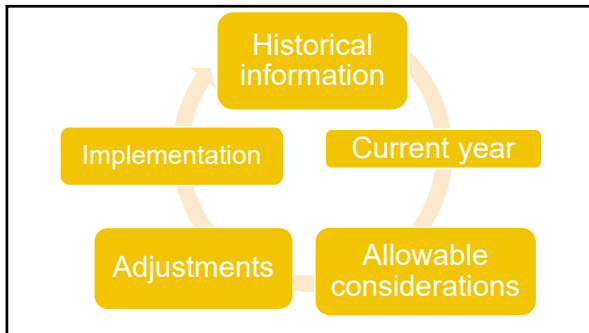 Historical
information
Current year
Allowable
considerations
Adjustments
Implementation